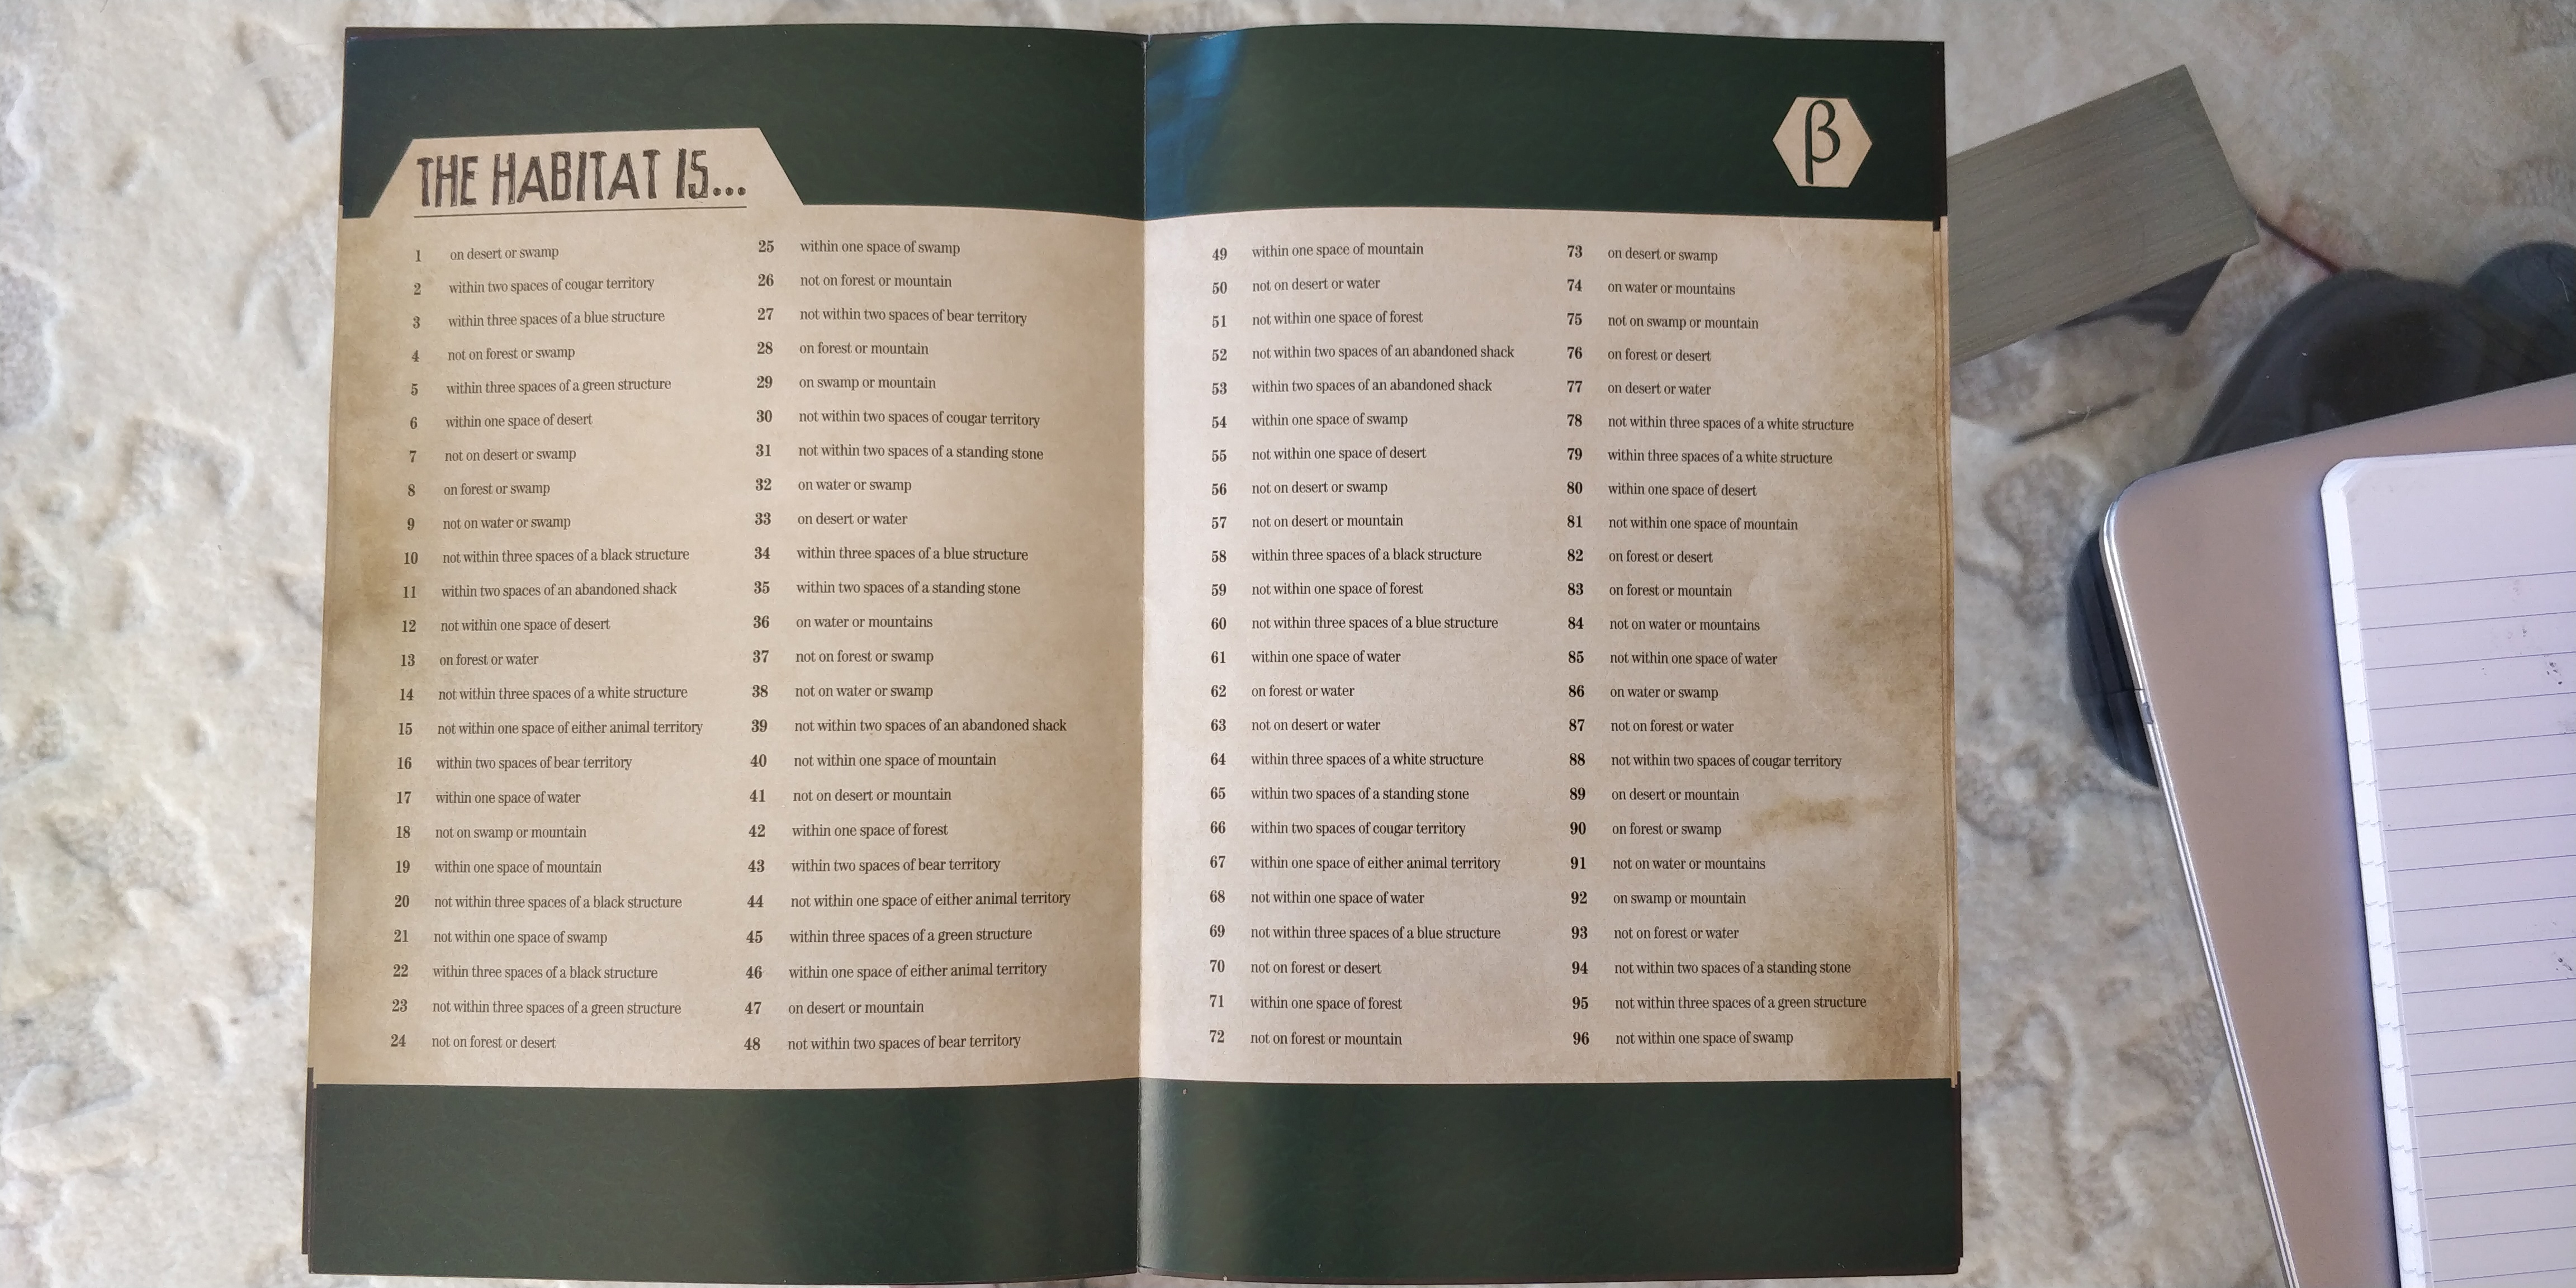 THE HABITAT IS...
1 on desert or swamp
2 within two spaces of cougar territory
3 within three spaces of a blue structure
4 not on forest or swamp
5 within three spaces of a green structure
6 within one space of desert
7 not on desert or swamp
8 on forest or swamp
9 not on water or swamp
10 not within three spaces of a black structure
11 within two spaces of an abandoned shack
12 not within one space of desert
13 on forest or water
14 not within three spaces of a white structure
15 not within one space of either animal territory
16 within two spaces of bear territory
17 within one space of water
18 not on swamp or mountain
19 within one space of mountain
20 not within three spaces of a black structure
21 not within one space of swamp
22 within three spaces of a black structure
23 not within three spaces of a green structure
24 not on forest or desert
25 within one space of swamp
26 not on forest or mountain
27 not within two spaces of bear territory
28 on forest or mountain
29 on swamp or mountain
30 not within two spaces of cougar territory
31 not within two spaces of a standing stone
32 on water or swamp
33 on desert or water
34 within three spaces of a blue structure
35 within two spaces of a standing stone
36 on water or mountains
37 not on forest or swamp
38 not on water or swamp
39 not within two spaces of an abandoned shack
40 not within one space of mountain
41 not on desert or mountain
42 within one space of forest
43 within two spaces of bear territory
44 not within one space of either animal territory
45 within three spaces of a green structure
46 within one space of either animal territory
47 on desert or mountain
48 not within two spaces of bear territory
β
49 within one space of mountain
50 not on desert or water
51 not within one space of forest
52 not within two spaces of an abandoned shack
53 within two spaces of an abandoned shack
54 within one space of swamp
55 not within one space of desert
56 not on desert or swamp
57 not on desert or mountain
58 within three spaces of a black structure
59 not within one space of forest
60 not within three spaces of a blue structure
61 within one space of water
62 on forest or water
63 not on desert or water
64 within three spaces of a white structure
65 within two spaces of a standing stone
66 within two spaces of cougar territory
67 within one space of either animal territory
68 not within one space of water
69 not within three spaces of a blue structure
70 not on forest or desert
71 within one space of forest
72 not on forest or mountain
73 on desert or swamp
74 on water or mountains
75 not on swamp or mountain
76 on forest or desert
77 on desert or water
78 not within three spaces of a white structure
79 within three spaces of a white structure
80 within one space of desert
81 not within one space of mountain
82 on forest or desert
83 on forest or mountain
84 not on water or mountains
85 not within one space of water
86 on water or swamp
87 not on forest or water
88 not within two spaces of cougar territory
89 on desert or mountain
90 on forest or swamp
91 not on water or mountains
92 on swamp or mountain
93 not on forest or water
94 not within two spaces of a standing stone
95 not within three spaces of a green structure
96 not within one space of swamp